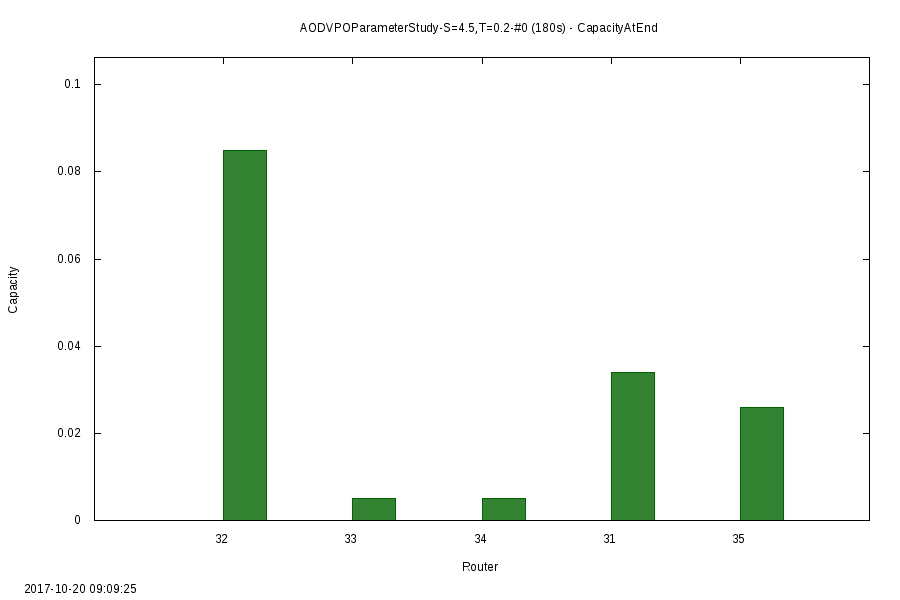 AODVPOParameterStudy-S=4.5,T=0.2-#0 (180s) - CapacityAtEnd
0.1
0.08
0.06
0.04
0.02
0
Capacity
32 33 34 31 35
Router
2017-10-20 09:09:25